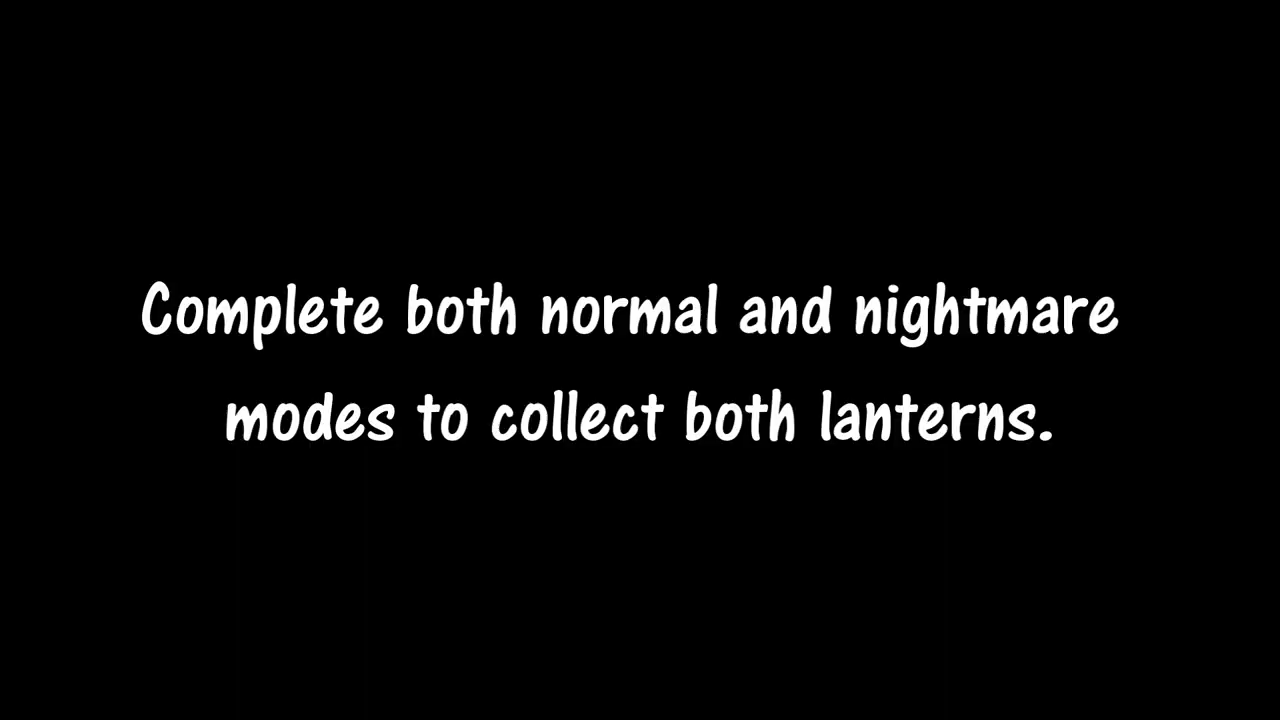 Complete both normal and nightmare
modes to collect both lanterns.